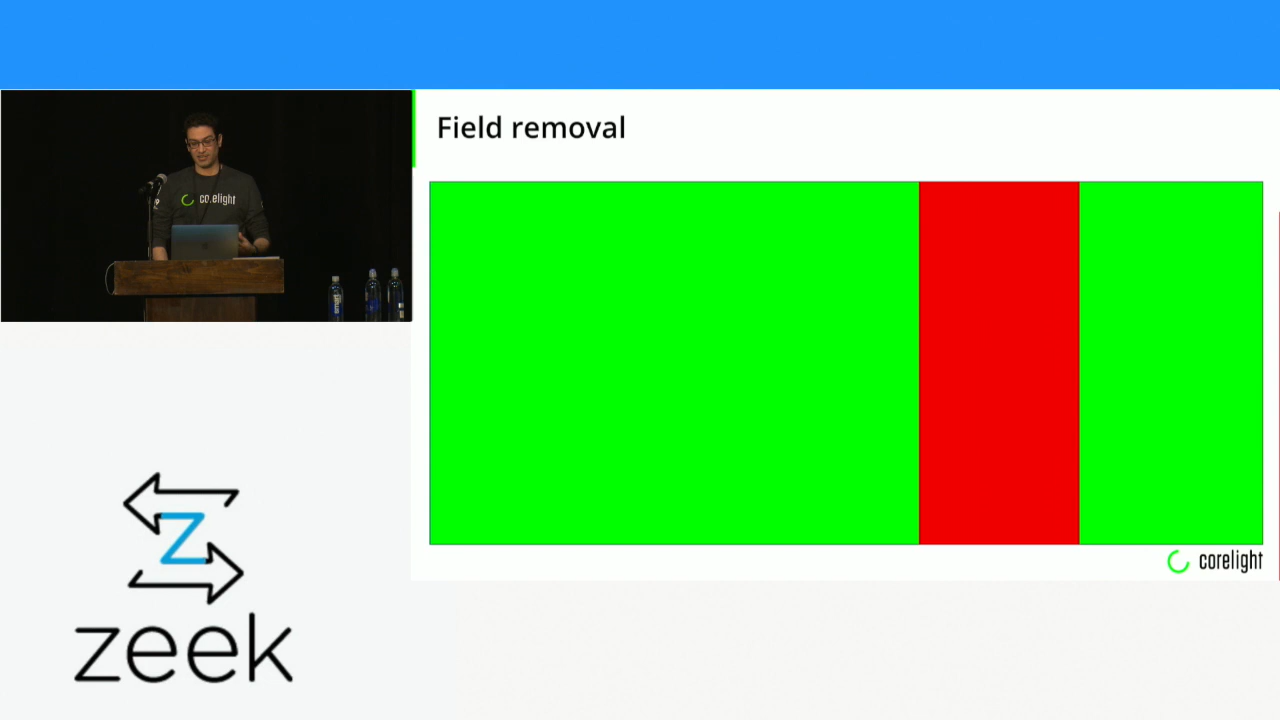 Field removal
corelight
corelight
Z
zeek